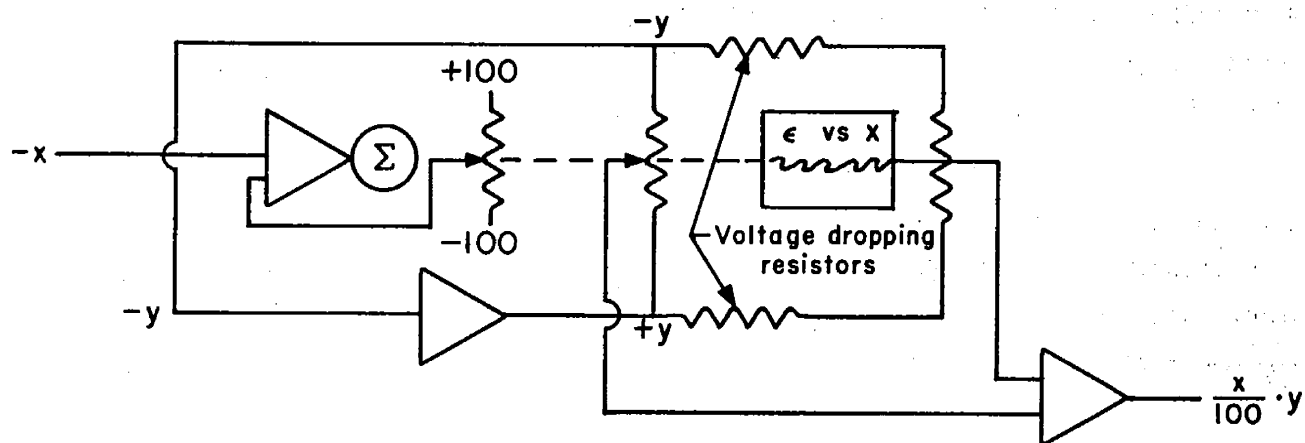 −y
+100
−x
Σ
ϵ vs x
−100
Voltage dropping
resistors
−y
+y
x/100 · y